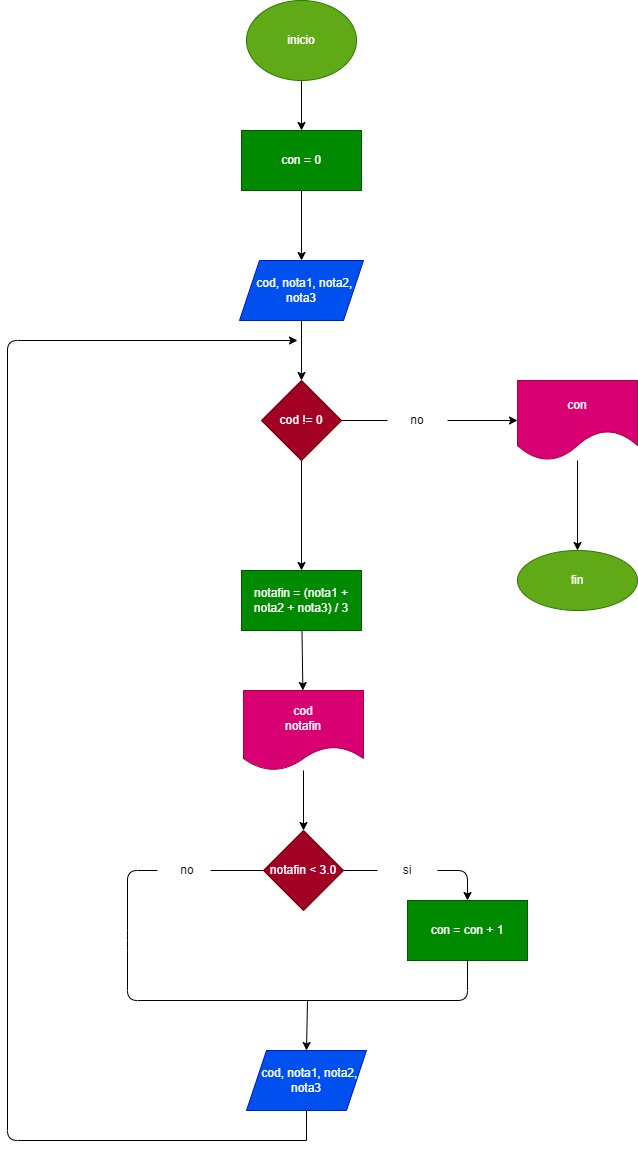 inicio
con = 0
cod, nota1, nota2,
nota3
cod != 0
no
con
fin
notafin = (nota1 +
nota2 + nota3) / 3
cod
notafin
notafin < 3.0
no
si
con = con + 1
cod, nota1, nota2,
nota3